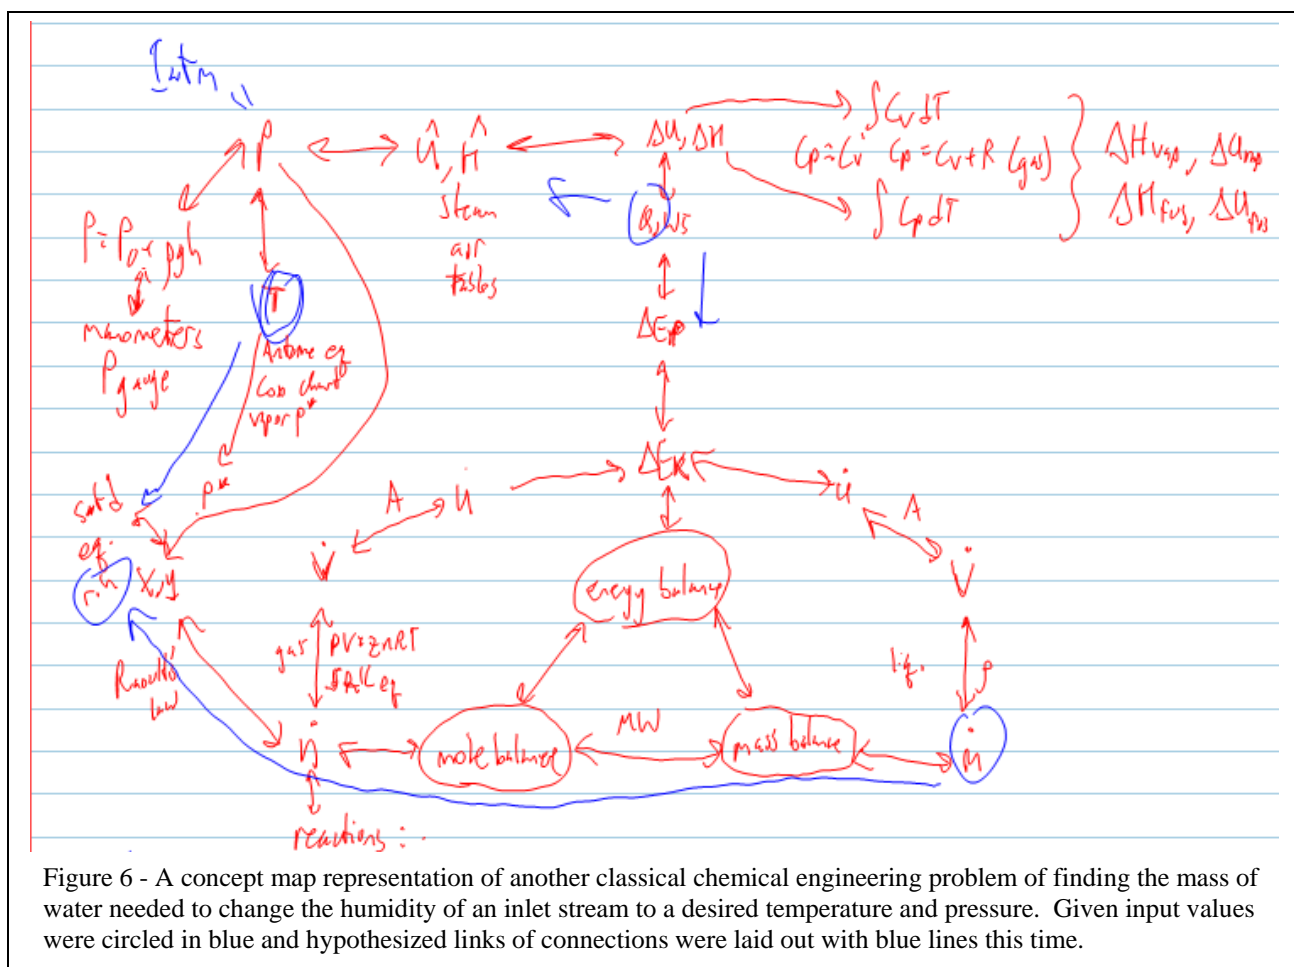 1 atm
P
Û, Ĥ
steam
air
tables
ΔU, ΔH
∫CvdT
Cp≈Cv Cp=Cv+R (gas)
∫CpdT
ΔHvap, ΔUvap
ΔHfus, ΔUfus
Q, Ws
P=P0+ρgh
manometers
Pgauge
T
Antoine eq
Cox chart
vapor P*
P*
ΔEp
ΔEK
sat'd
eq.
r.h
x,y
A
u
u̇
A
V̇
V̇
energy balance
gas
PV=znRT
SRK eq
liq.
ρ
Raoult's
law
ṅ
mole balance
MW
mass balance
ṁ
reactions :
Figure 6 - A concept map representation of another classical chemical engineering problem of finding the mass of
water needed to change the humidity of an inlet stream to a desired temperature and pressure.  Given input values
were circled in blue and hypothesized links of connections were laid out with blue lines this time.